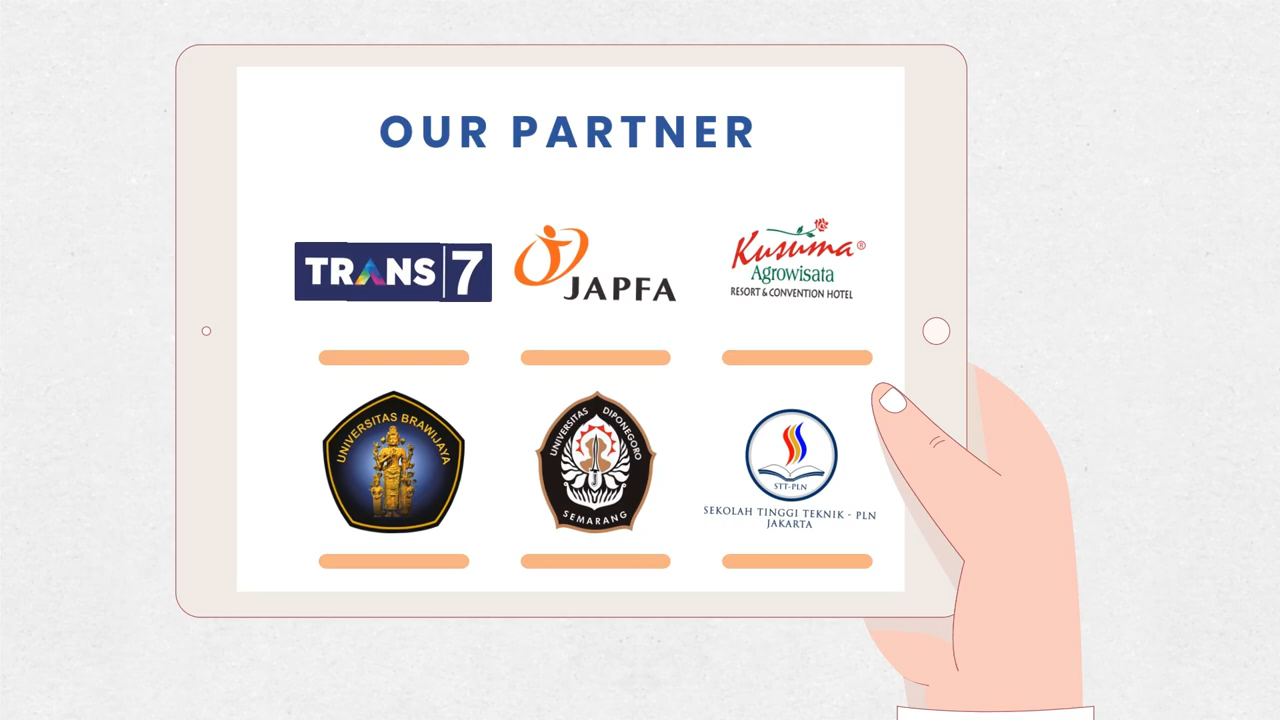 OUR PARTNER
TRANS 7
JAPFA
Kusuma®
Agrowisata
RESORT & CONVENTION HOTEL
UNIVERSITAS BRAWIJAYA
UNIVERSITAS DIPONEGORO
SEMARANG
STT-PLN
SEKOLAH TINGGI TEKNIK - PLN
JAKARTA